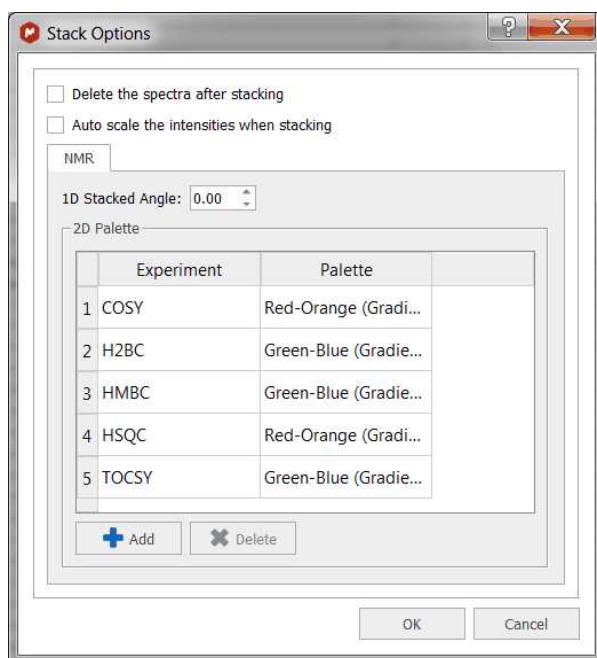 Stack Options
Delete the spectra after stacking
Auto scale the intensities when stacking
NMR
1D Stacked Angle: 0.00
2D Palette
Experiment Palette
1 COSY Red-Orange (Gradi...
2 H2BC Green-Blue (Gradie...
3 HMBC Green-Blue (Gradie...
4 HSQC Red-Orange (Gradi...
5 TOCSY Green-Blue (Gradie...
Add Delete
OK Cancel